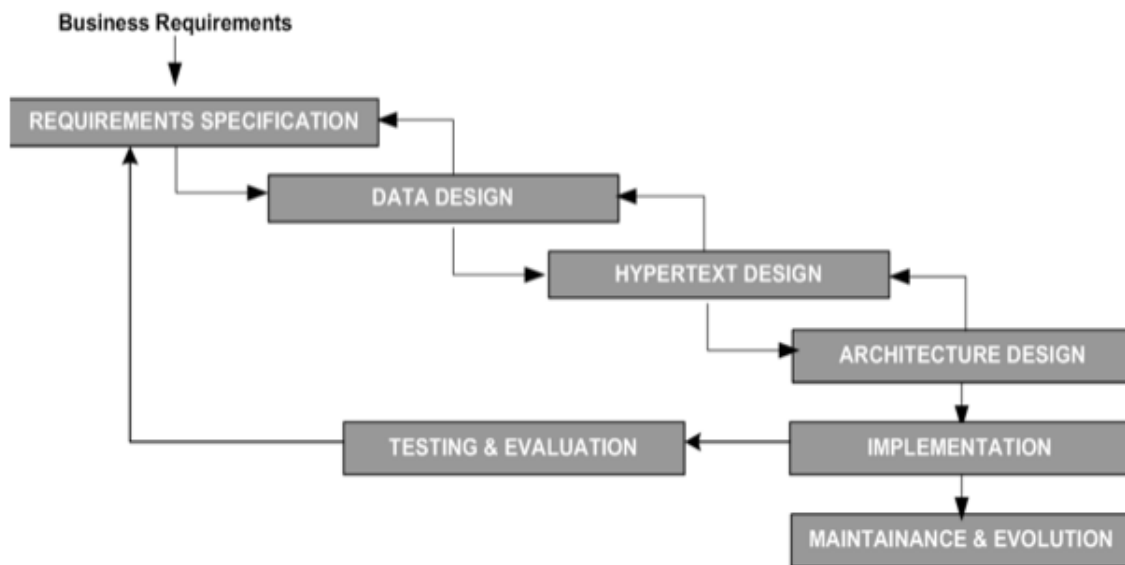 Business Requirements
REQUIREMENTS SPECIFICATION
DATA DESIGN
HYPERTEXT DESIGN
ARCHITECTURE DESIGN
TESTING & EVALUATION
IMPLEMENTATION
MAINTAINANCE & EVOLUTION